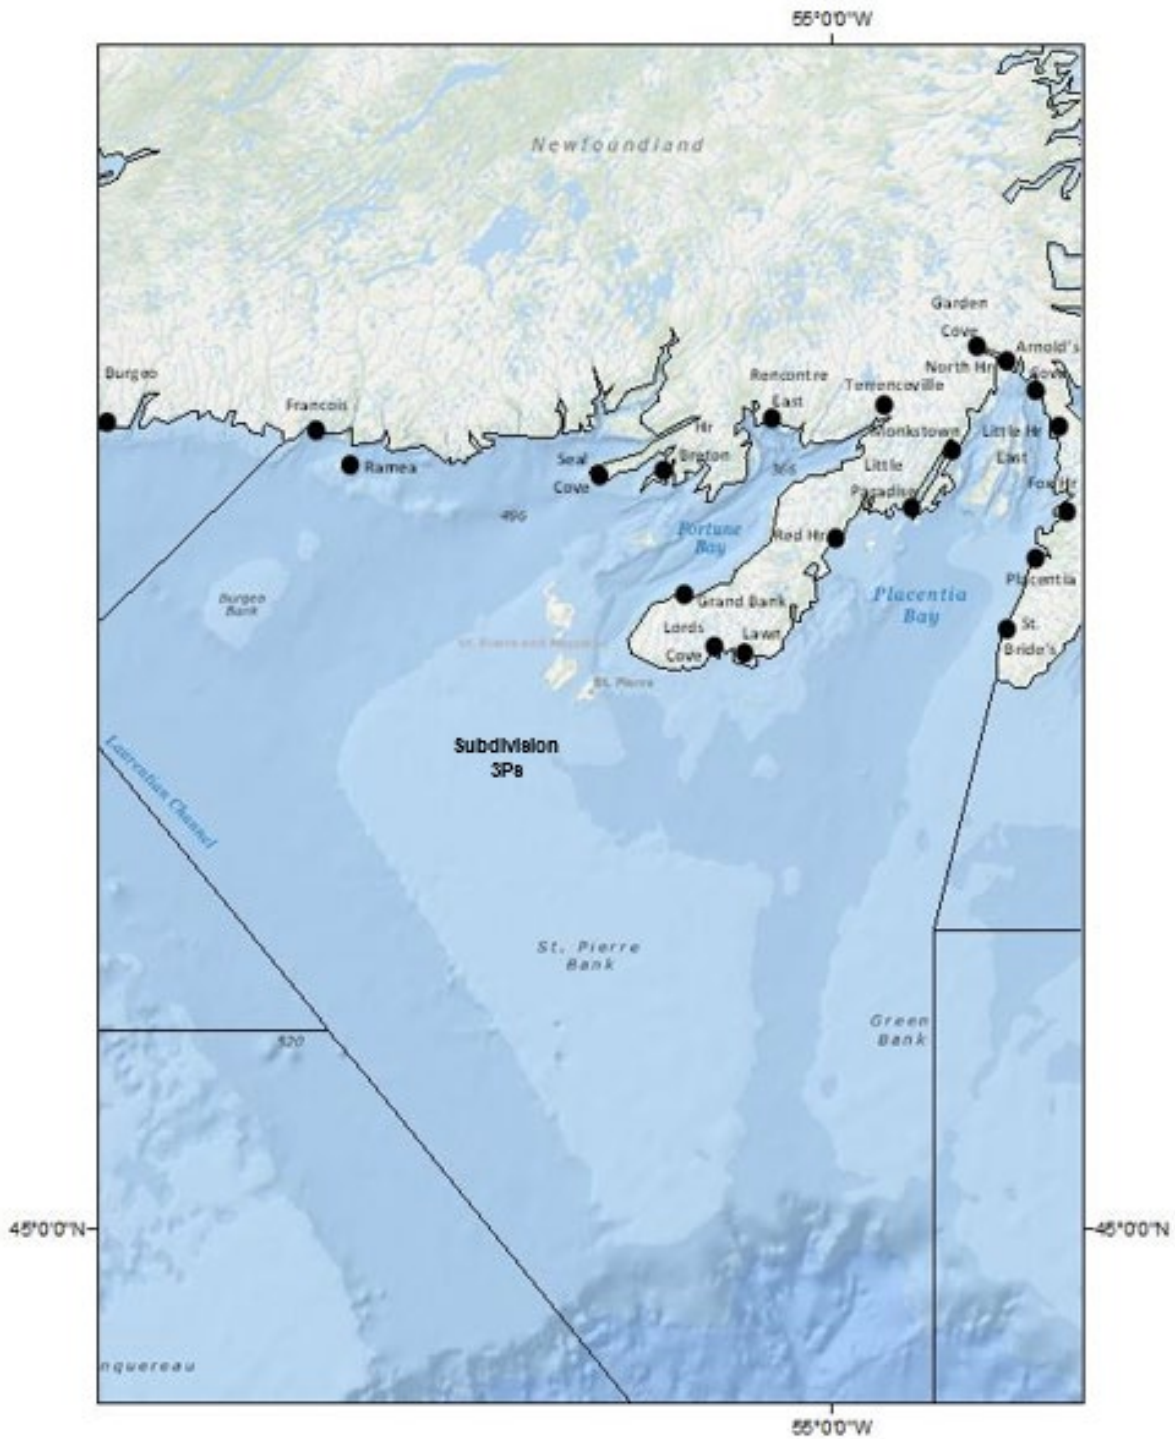 55°0'0"W
Newfoundland
Garden
Cove
Arnold's
Cove
North Hr
Burgeo
Rencontre
East
Terrenceville
Francois
Hr
Breton
Monkstown
Little Hr
East
Seal
Cove
Ramea
366
Little
Paradise
Fox Hr
496
Fortune
Bay
Red Hr
Placentia
Burgeo
Bank
Grand Bank
Placentia
Bay
Lords
Cove
Lawn
St.
Bride's
St. Pierre
Subdivision
3Ps
Laurentian Channel
St. Pierre
Bank
Green
Bank
520
45°0'0"N
45°0'0"N
nquereau
55°0'0"W